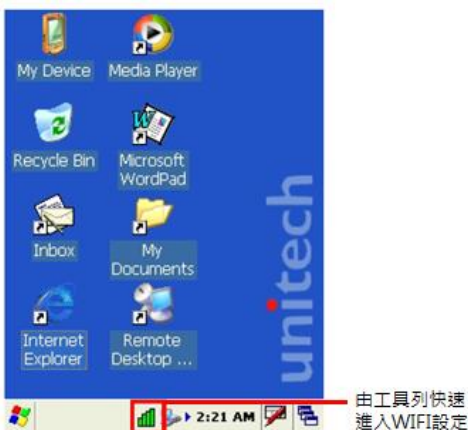 My Device
Media Player
Recycle Bin
Microsoft
WordPad
Inbox
My
Documents
Internet
Explorer
Remote
Desktop ...
unitech
2:21 AM
由工具列快速
進入WIFI設定